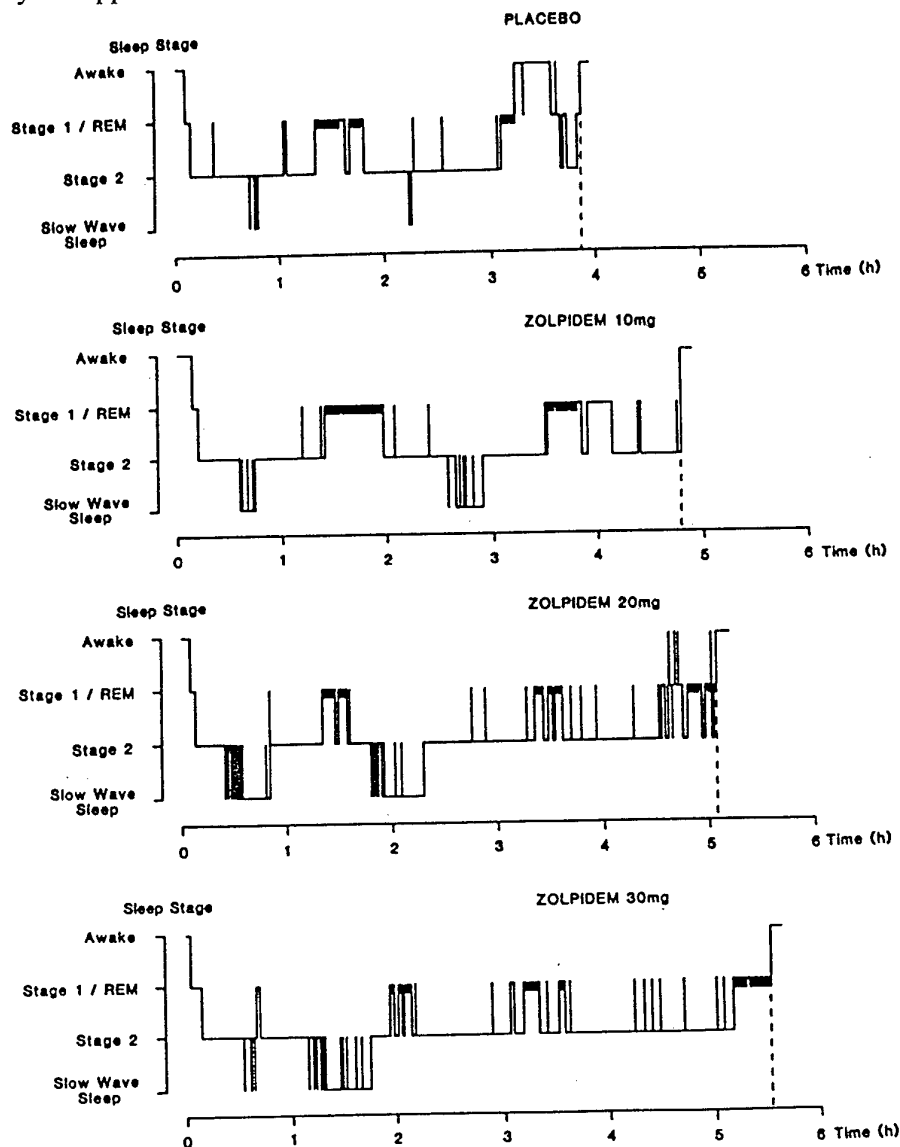 PLACEBO
Sleep Stage
Awake
Stage 1 / REM
Stage 2
Slow Wave
Sleep
0 1 2 3 4 5 6 Time (h)
ZOLPIDEM 10mg
Sleep Stage
Awake
Stage 1 / REM
Stage 2
Slow Wave
Sleep
0 1 2 3 4 5 6 Time (h)
ZOLPIDEM 20mg
Sleep Stage
Awake
Stage 1 / REM
Stage 2
Slow Wave
Sleep
0 1 2 3 4 5 6 Time (h)
ZOLPIDEM 30mg
Sleep Stage
Awake
Stage 1 / REM
Stage 2
Slow Wave
Sleep
0 1 2 3 4 5 6 Time (h)